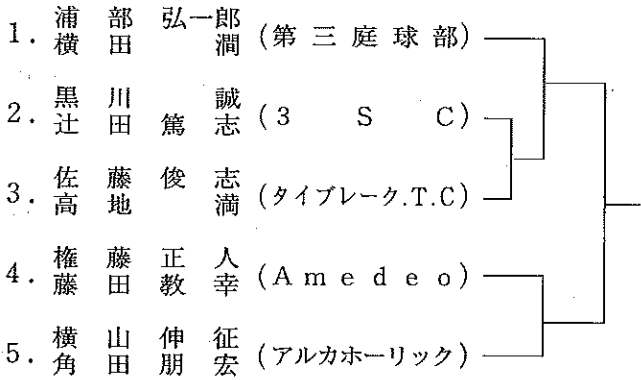 浦部 弘一郎
1. (第三庭球部)
横田 澗
黒川 誠
2. (3SC)
辻田篤志
佐藤俊志
3. (タイブレーク.T.C)
高地 満
権藤正人
4. (Amedeo)
藤田教幸
横山伸征
5. (アルカホーリック)
角田朋宏